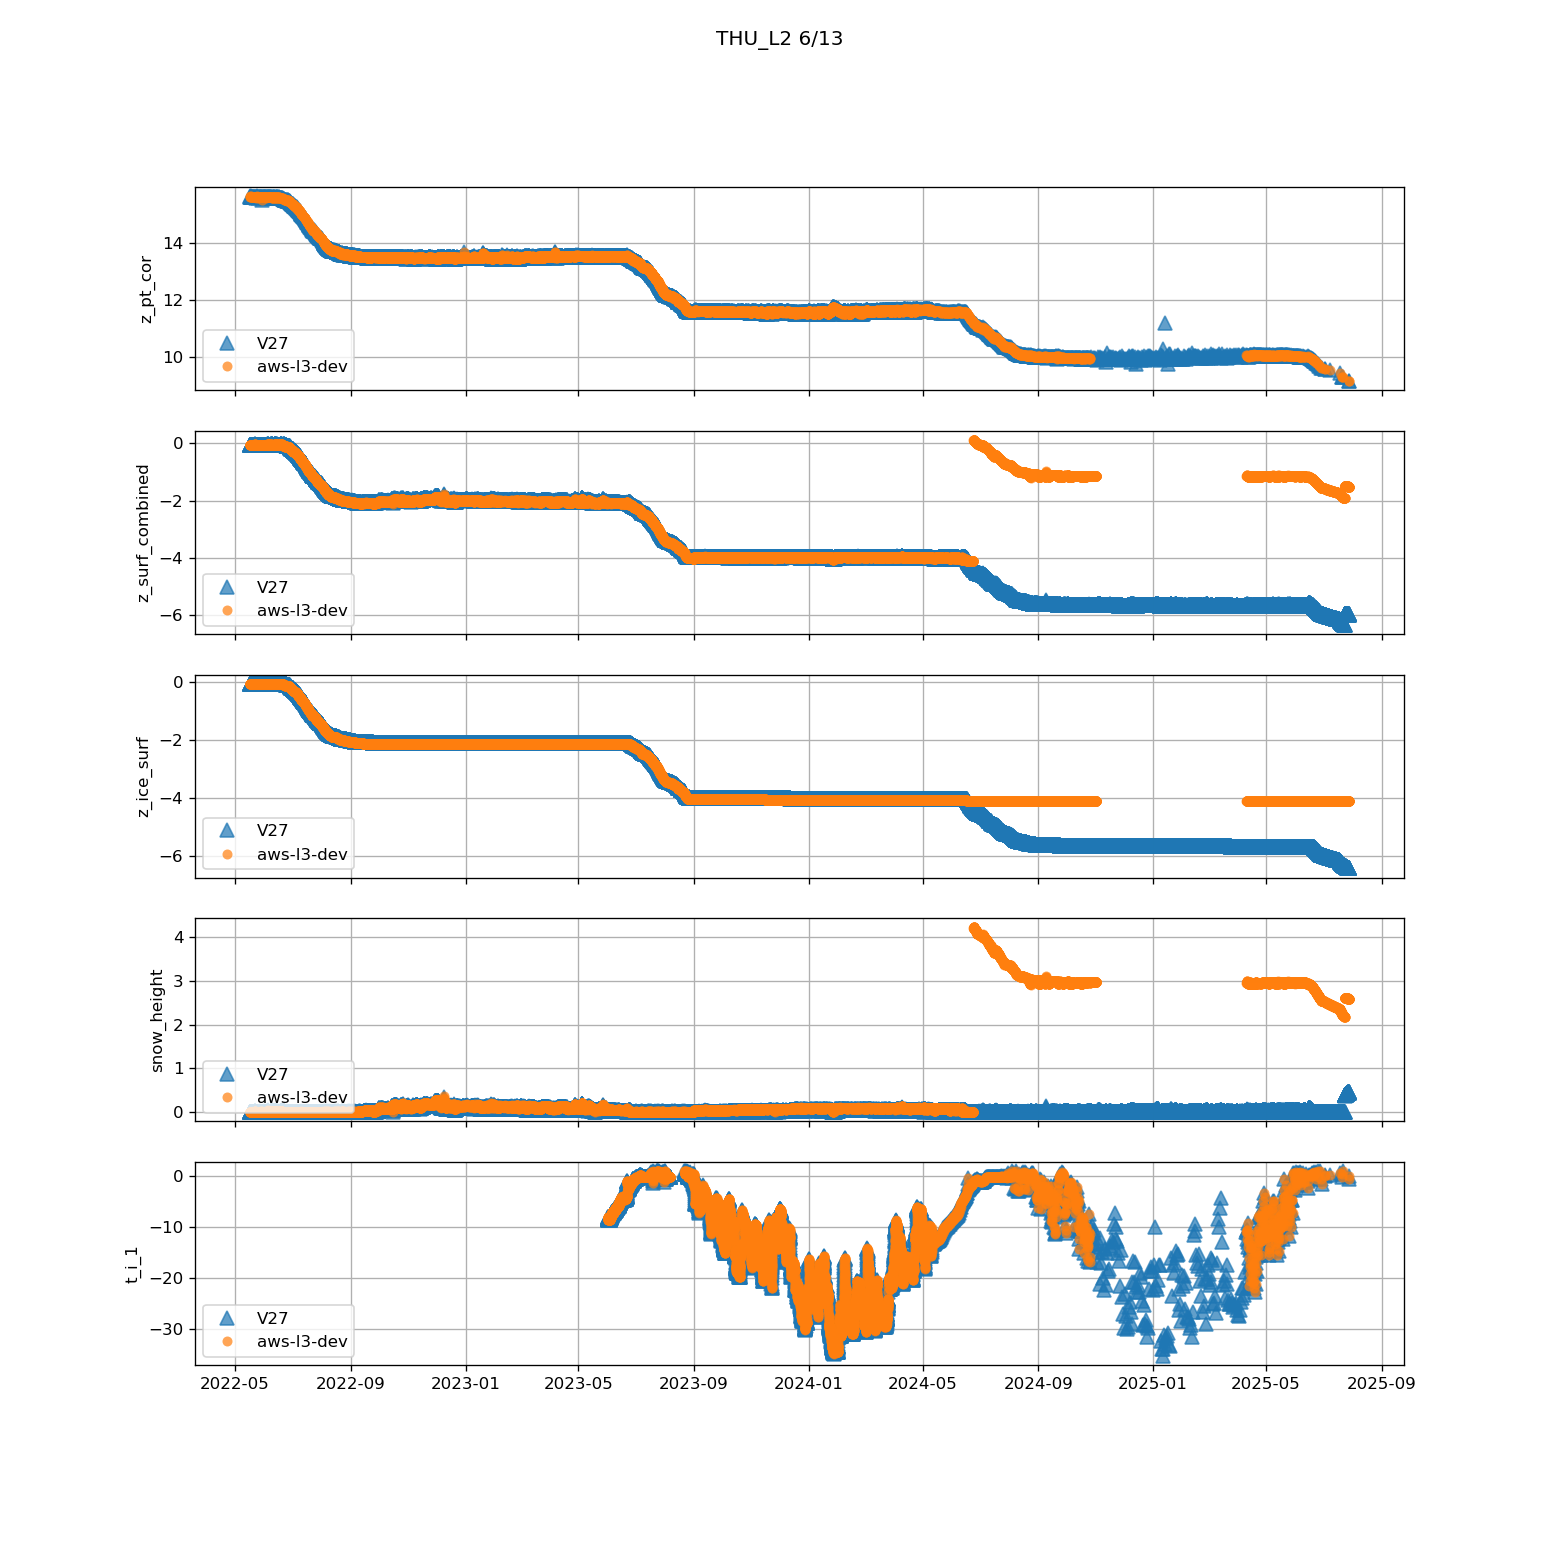 THU_L2 6/13
z_pt_cor
14
12
10
V27
aws-l3-dev
z_surf_combined
0
−2
−4
−6
V27
aws-l3-dev
z_ice_surf
0
−2
−4
−6
V27
aws-l3-dev
snow_height
4
3
2
1
0
V27
aws-l3-dev
t_i_1
0
−10
−20
−30
V27
aws-l3-dev
2022-05 2022-09 2023-01 2023-05 2023-09 2024-01 2024-05 2024-09 2025-01 2025-05 2025-09